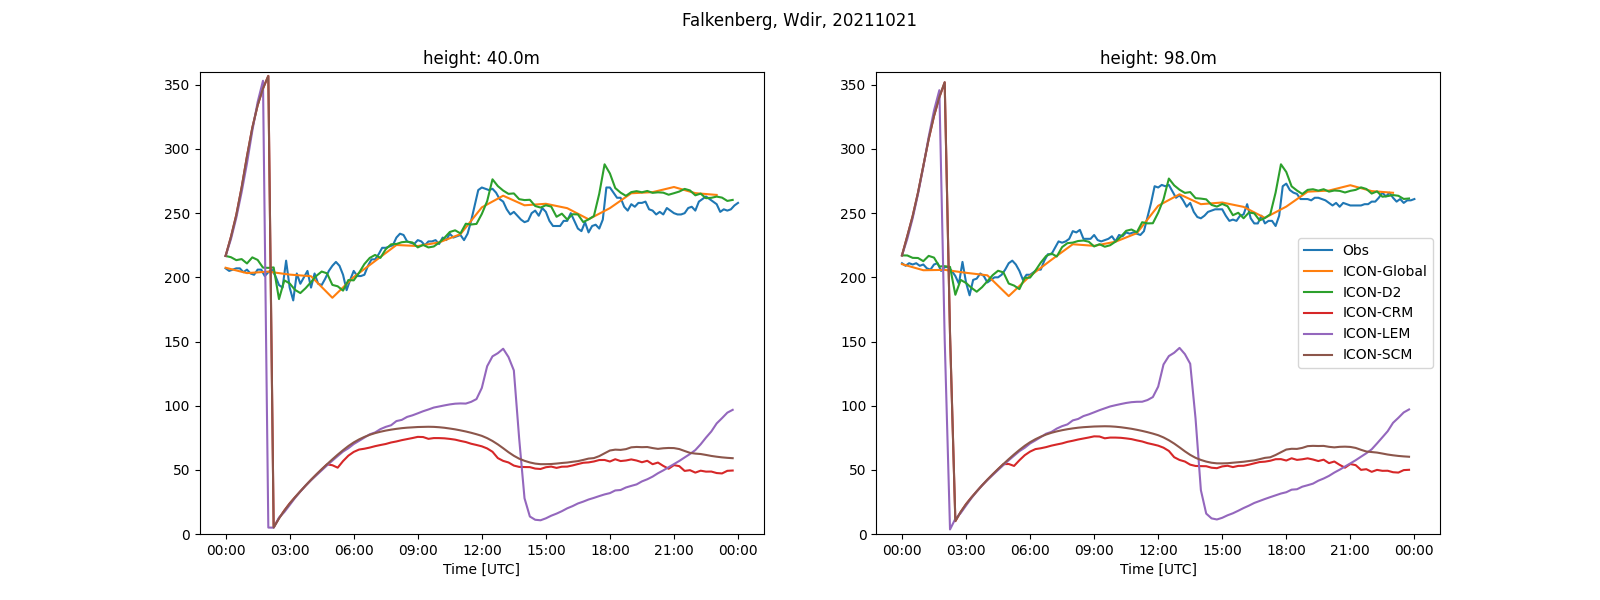 Falkenberg, Wdir, 20211021
height: 40.0m
350
300
250
200
150
100
50
0
00:00 03:00 06:00 09:00 12:00 15:00 18:00 21:00 00:00
Time [UTC]
height: 98.0m
350
300
250
200
150
100
50
0
00:00 03:00 06:00 09:00 12:00 15:00 18:00 21:00 00:00
Time [UTC]
Obs
ICON-Global
ICON-D2
ICON-CRM
ICON-LEM
ICON-SCM